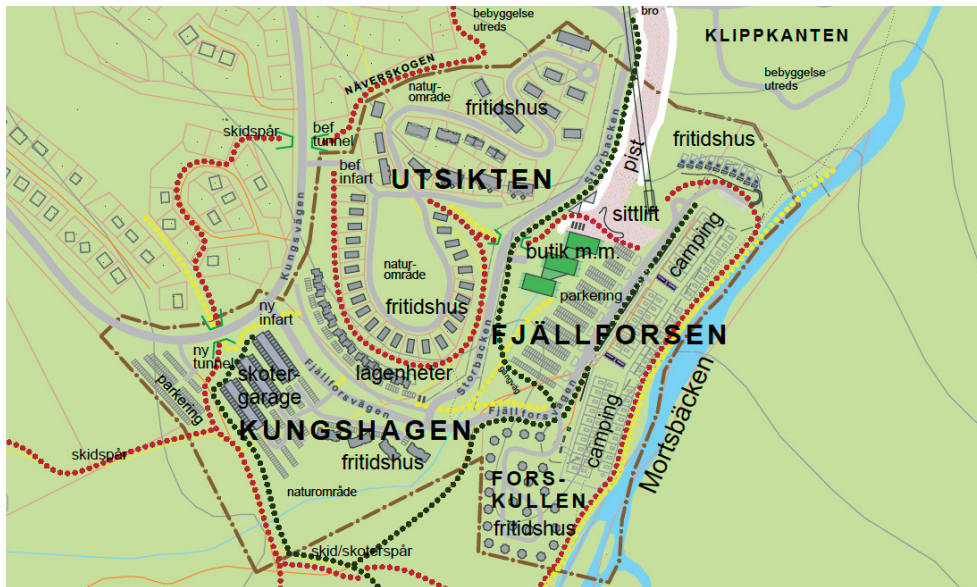 bebyggelse
utreds
bro
KLIPPKANTEN
bebyggelse
utreds
NÄVERSKOGEN
natur-
område
fritidshus
skidspår
bef
tunnel
bef
infart
Storbacken
pist
fritidshus
UTSIKTEN
sittlift
Kungsvägen
natur-
område
butik m.m.
camping
fritidshus
parkering
ny
infart
FJÄLLFORSEN
Storbacken
ny
tunnel
skoter-
garage
lägenheter
gångväg
parkering
Fjällforsvägen
Fjällforsvägen
Mortsbäcken
KUNGSHAGEN
camping
skidspår
fritidshus
naturområde
FORS-
KULLEN
fritidshus
skid/skoterspår